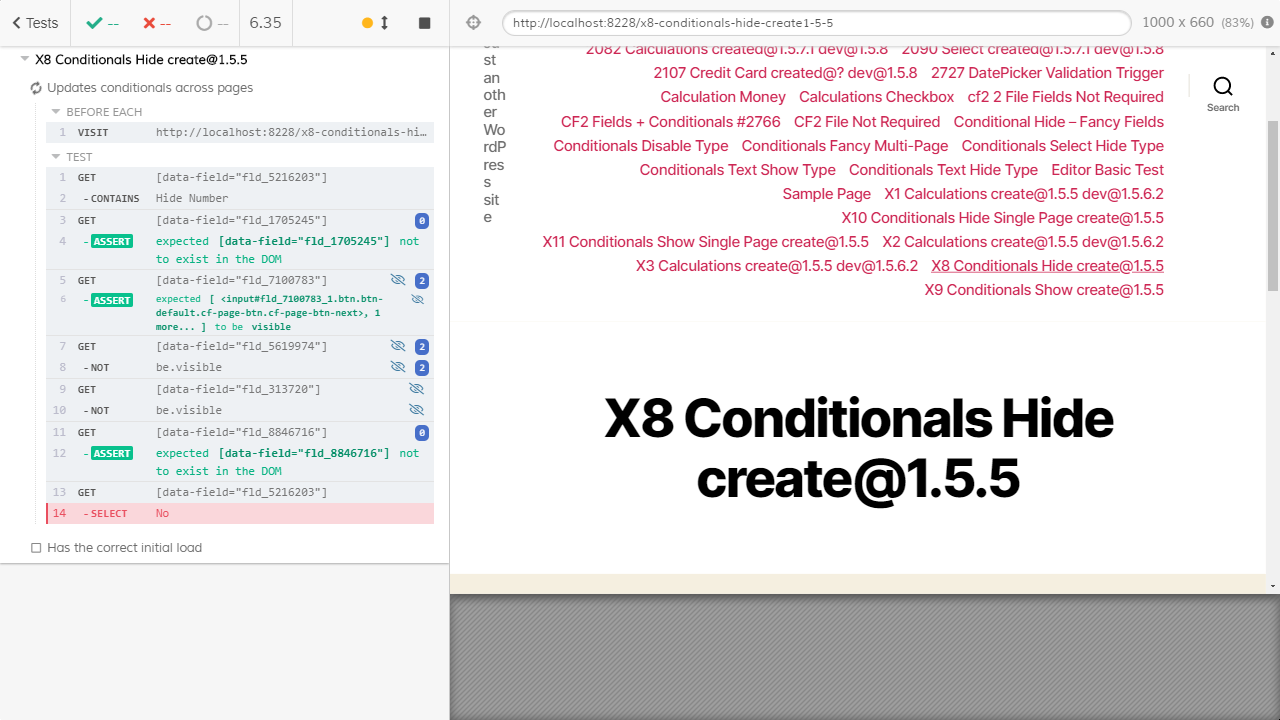 Tests
--
--
--
6.35
http://localhost:8228/x8-conditionals-hide-create1-5-5
1000 x 660 (83%)
X8 Conditionals Hide create@1.5.5
Updates conditionals across pages
BEFORE EACH
1 VISIT http://localhost:8228/x8-conditionals-hi…
TEST
1 GET [data-field="fld_5216203"]
2 - CONTAINS Hide Number
3 GET [data-field="fld_1705245"] 0
4 - ASSERT expected [data-field="fld_1705245"] not
to exist in the DOM
5 GET [data-field="fld_7100783"] 2
6 - ASSERT expected [ <input#fld_7100783_1.btn.btn-
default.cf-page-btn.cf-page-btn-next>, 1
more... ] to be visible
7 GET [data-field="fld_5619974"] 2
8 - NOT be.visible 2
9 GET [data-field="fld_313720"]
10 - NOT be.visible
11 GET [data-field="fld_8846716"] 0
12 - ASSERT expected [data-field="fld_8846716"] not
to exist in the DOM
13 GET [data-field="fld_5216203"]
14 - SELECT No
Has the correct initial load
st
an
oth
er
Wo
rdP
res
s
sit
e
2082 Calculations created@1.5.7.1 dev@1.5.8 2090 Select created@1.5.7.1 dev@1.5.8
2107 Credit Card created@? dev@1.5.8 2727 DatePicker Validation Trigger
Calculation Money Calculations Checkbox cf2 2 File Fields Not Required
CF2 Fields + Conditionals #2766 CF2 File Not Required Conditional Hide – Fancy Fields
Conditionals Disable Type Conditionals Fancy Multi-Page Conditionals Select Hide Type
Conditionals Text Show Type Conditionals Text Hide Type Editor Basic Test
Sample Page X1 Calculations create@1.5.5 dev@1.5.6.2
X10 Conditionals Hide Single Page create@1.5.5
X11 Conditionals Show Single Page create@1.5.5 X2 Calculations create@1.5.5 dev@1.5.6.2
X3 Calculations create@1.5.5 dev@1.5.6.2 X8 Conditionals Hide create@1.5.5
X9 Conditionals Show create@1.5.5
Search
X8 Conditionals Hide
create@1.5.5